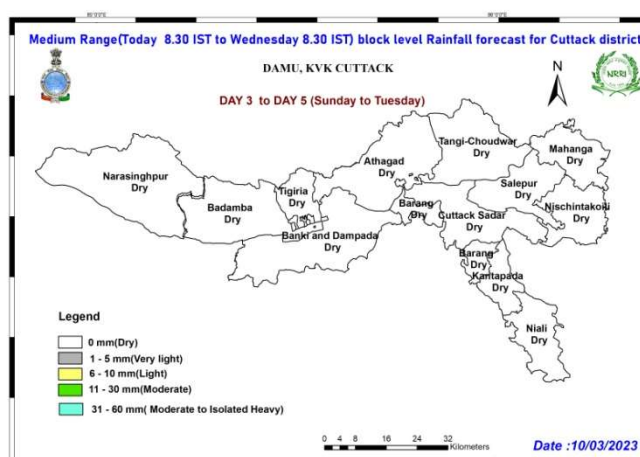 Medium Range(Today 8.30 IST to Wednesday 8.30 IST) block level Rainfall forecast for Cuttack district
DAMU, KVK CUTTACK
N
NRRI
DAY 3 to DAY 5 (Sunday to Tuesday)
Tangi-Choudwar
Dry
Mahanga
Dry
Athagad
Dry
Narasinghpur
Dry
Tigiria
Dry
Salepur
Dry
Badamba
Dry
Barang
Dry
Cuttack Sadar
Dry
Nischintakoili
Dry
Banki and Dampada
Dry
Barang
Dry
Kantapada
Dry
Niali
Dry
Legend
0 mm(Dry)
1 - 5 mm(Very light)
6 - 10 mm(Light)
11 - 30 mm(Moderate)
31 - 60 mm( Moderate to Isolated Heavy)
0 4 8 16 24 32
Kilometers
Date :10/03/2023